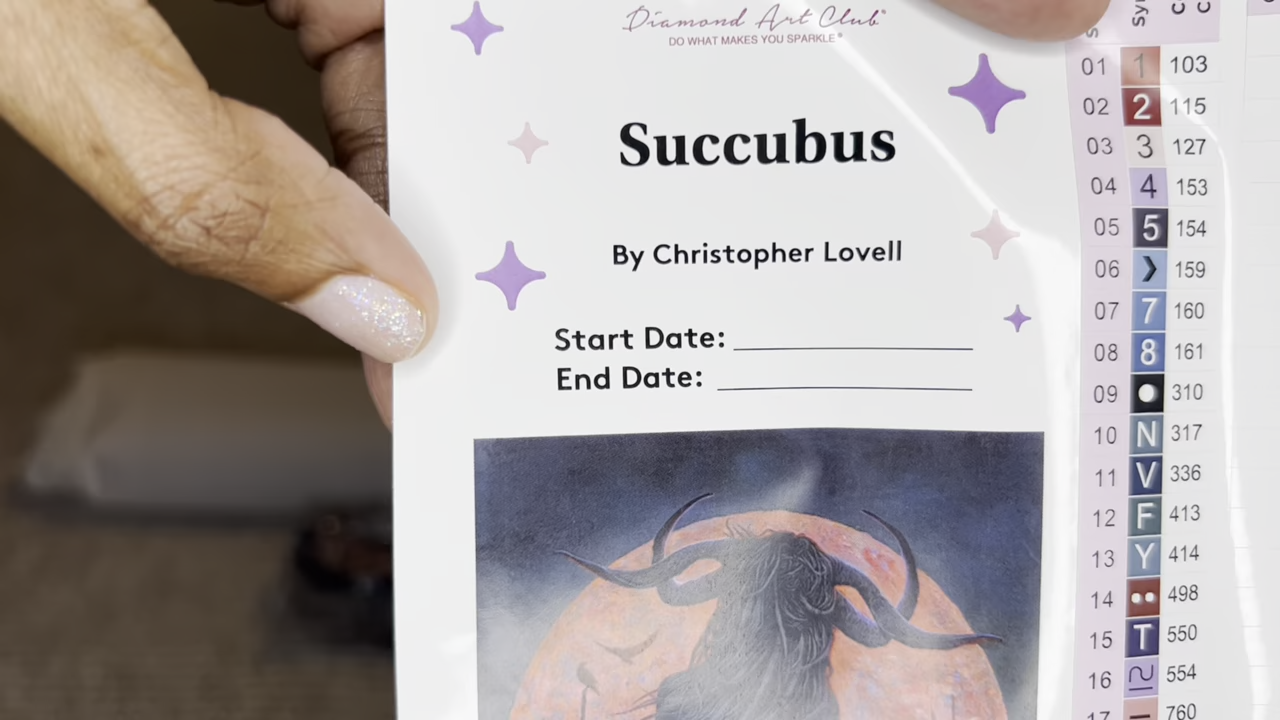 Diamond Art Club®
DO WHAT MAKES YOU SPARKLE®
Succubus
By Christopher Lovell
Start Date:
End Date:
01 1 103
02 2 115
03 3 127
04 4 153
05 5 154
06 ❯ 159
07 7 160
08 8 161
09 ● 310
10 N 317
11 V 336
12 F 413
13 Y 414
14 •• 498
15 T 550
16 554
17 760